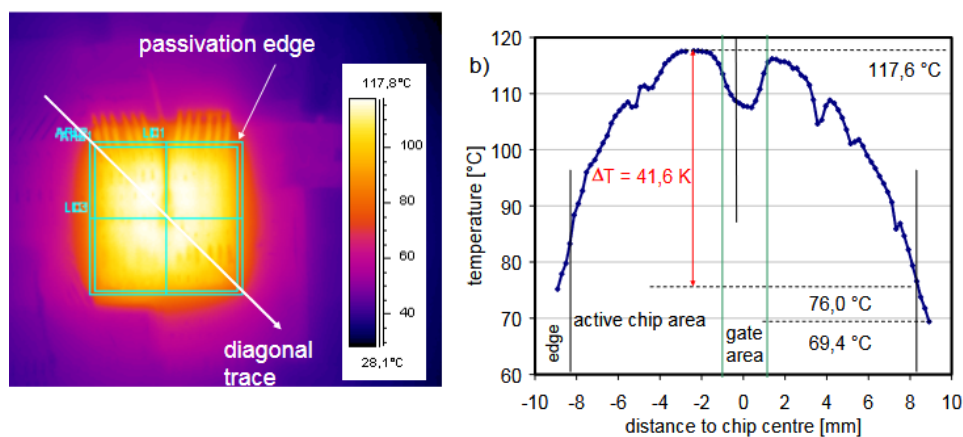 passivation edge
117,8°C
100
80
60
40
28,1°C
LC1
LC3
diagonal
trace
b)
temperature [°C]
120
110
100
90
80
70
60
117,6 °C
ΔT = 41,6 K
76,0 °C
69,4 °C
edge
active chip area
gate
area
-10 -8 -6 -4 -2 0 2 4 6 8 10
distance to chip centre [mm]